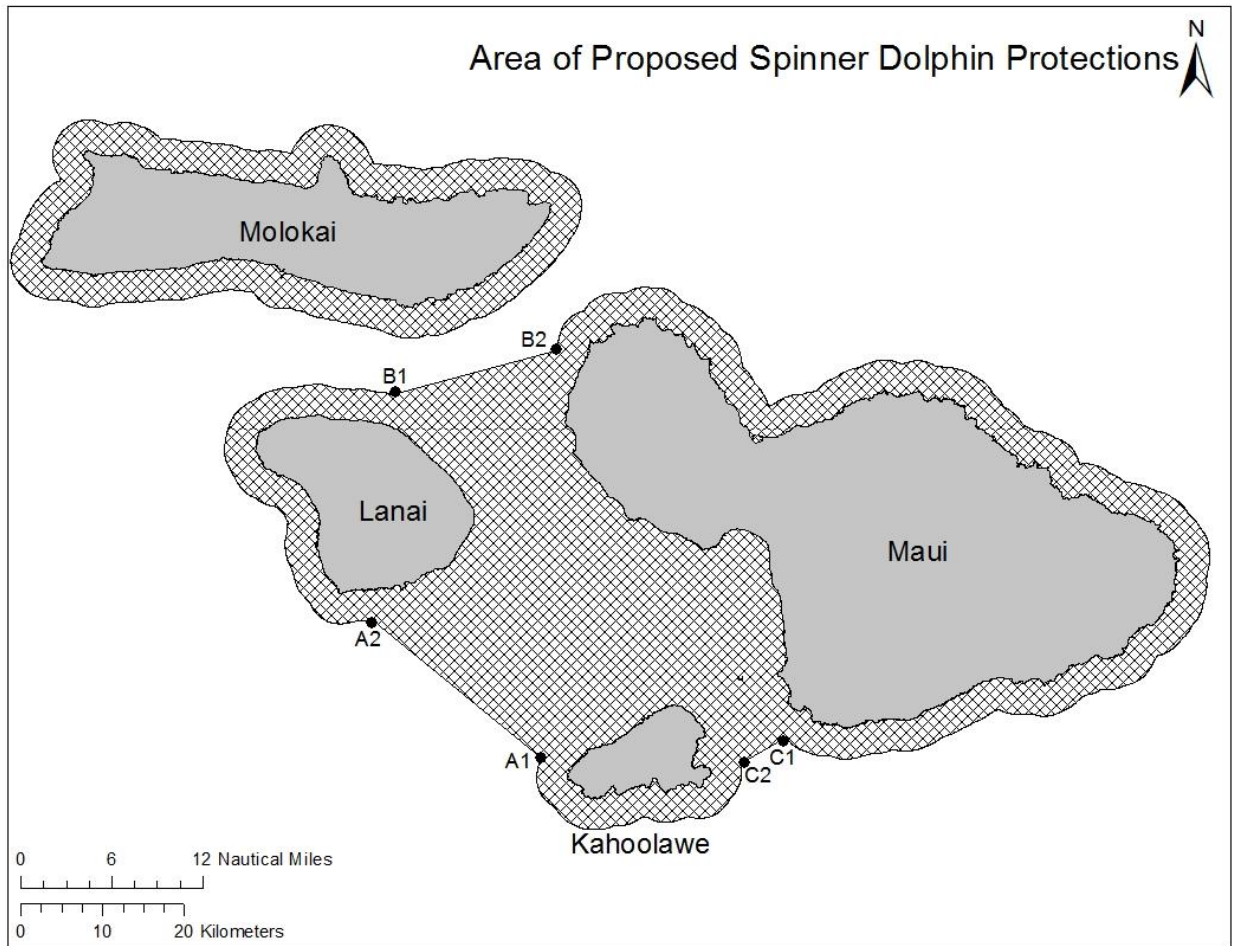 N
Area of Proposed Spinner Dolphin Protections
Molokai
B2
B1
Lanai
Maui
A2
A1
C1
C2
Kahoolawe
0 6 12 Nautical Miles
0 10 20 Kilometers